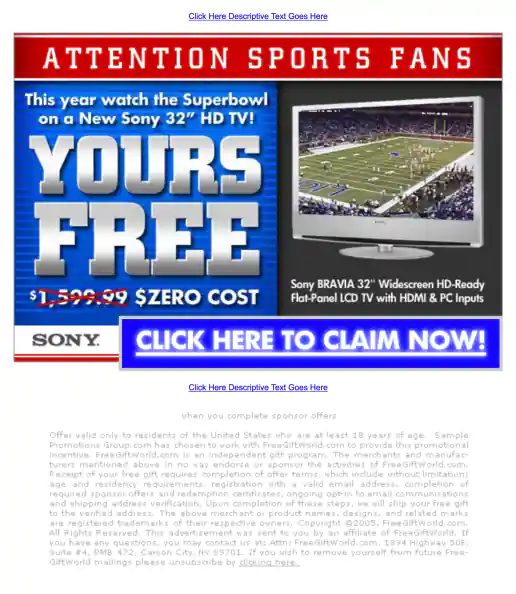 Click Here Descriptive Text Goes Here
ATTENTION SPORTS FANS
This year watch the Superbowl
on a New Sony 32" HD TV!
YOURS
FREE
$1,599.99 $ZERO COST
Sony BRAVIA 32" Widescreen HD-Ready
Flat-Panel LCD TV with HDMI & PC Inputs
SONY
CLICK HERE TO CLAIM NOW!
Click Here Descriptive Text Goes Here
when you complete sponsor offers
Offer valid only to residents of the United States who are at least 18 years of age. Sample
Promotions Group.com has chosen to work with FreeGiftWorld.com to provide this promotional
incentive. FreeGiftWorld.com is an independent gift program. The merchants and manufac-
turers mentioned above in no way endorse or sponsor the activities of FreeGiftWorld.com.
Receipt of your free gift requires completion of offer terms, which include without limitation:
age and residency requirements, registration with a valid email address, completion of
required sponsor offers and redemption certificates, ongoing opt-in to email communications
and shipping address verification. Upon completion of these steps, we will ship your free gift
to the verified address. The above merchant or product names, designs, and related marks
are registered trademarks of their respective owners. Copyright ©2005, FreeGiftWorld.com.
All Rights Reserved. This advertisement was sent to you by an affiliate of FreeGiftWorld. If
you have any questions, you may contact us at: Attn: FreeGiftWorld.com, 1894 Highway 50E,
Suite #4, PMB 472, Carson City, NV 89701. If you wish to remove yourself from future Free-
GiftWorld mailings please unsubscribe by clicking here.